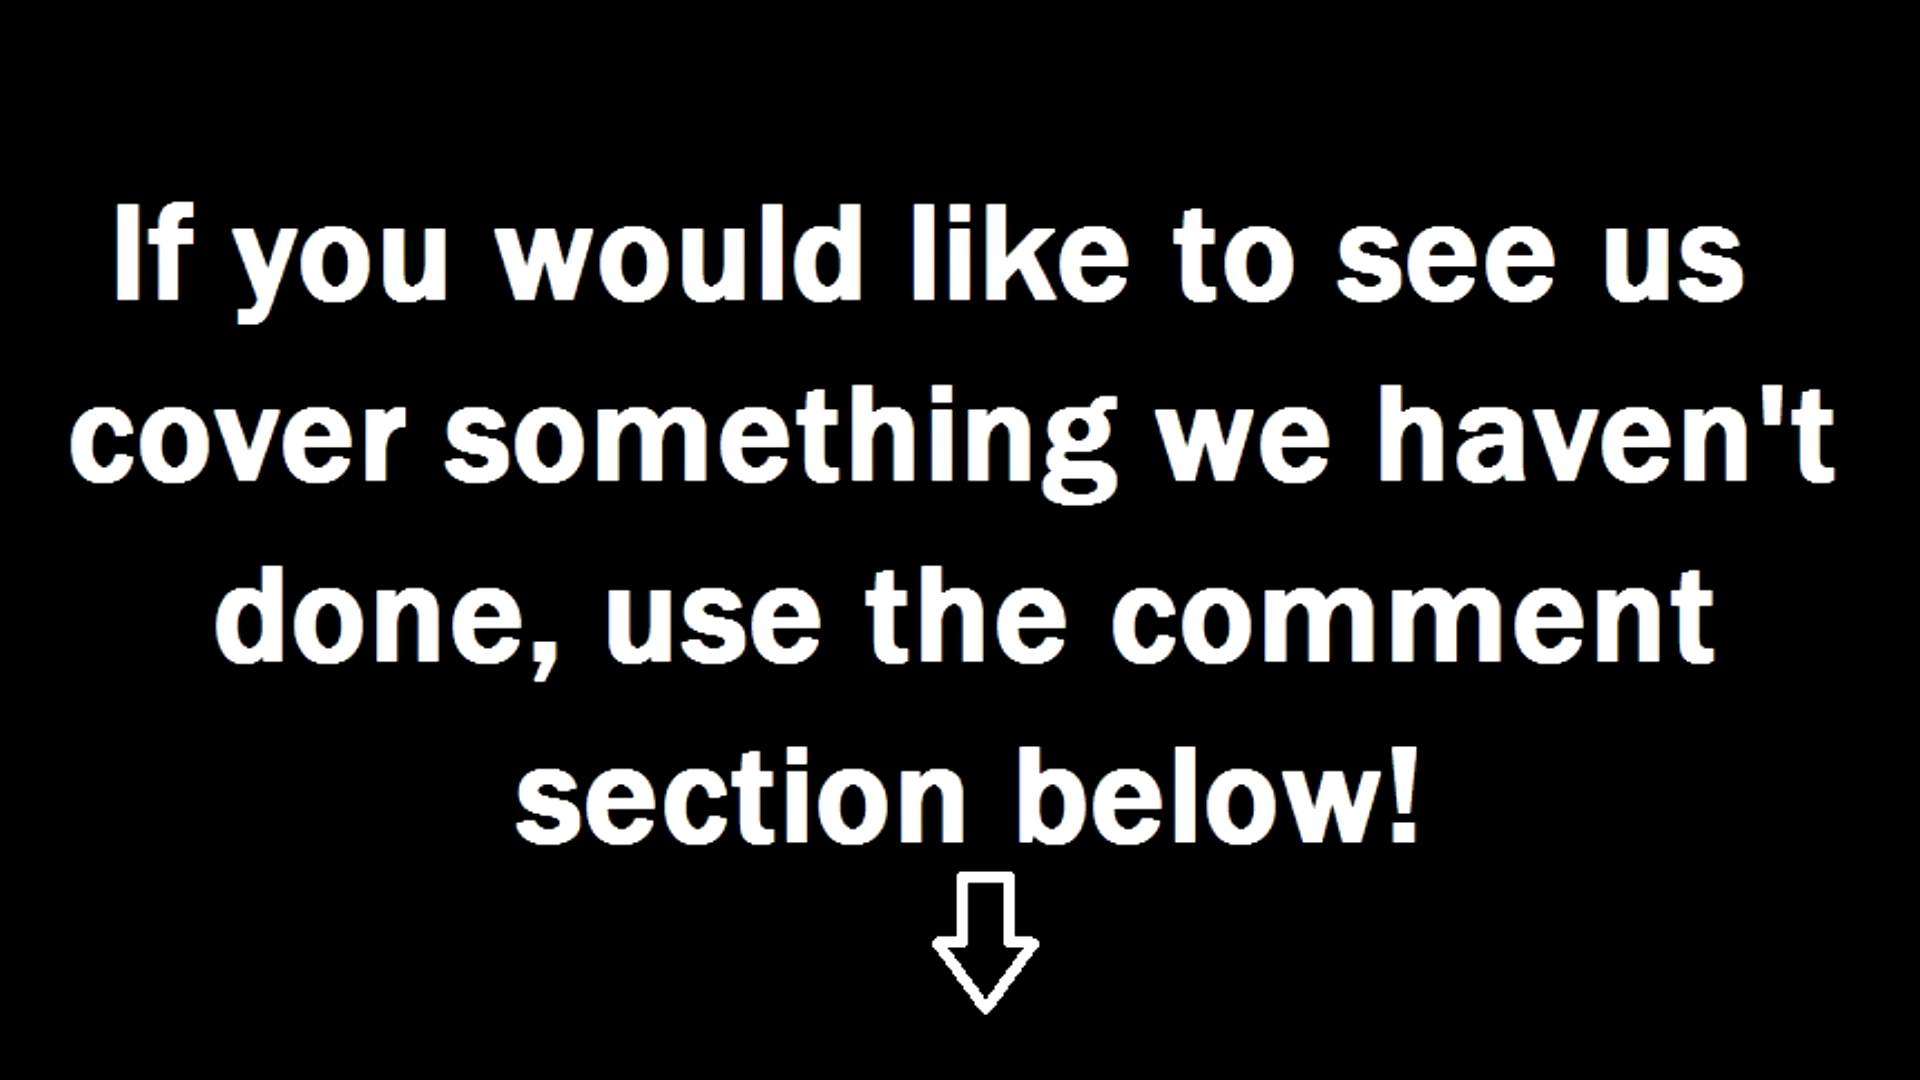 If you would like to see us
cover something we haven't
done, use the comment
section below!